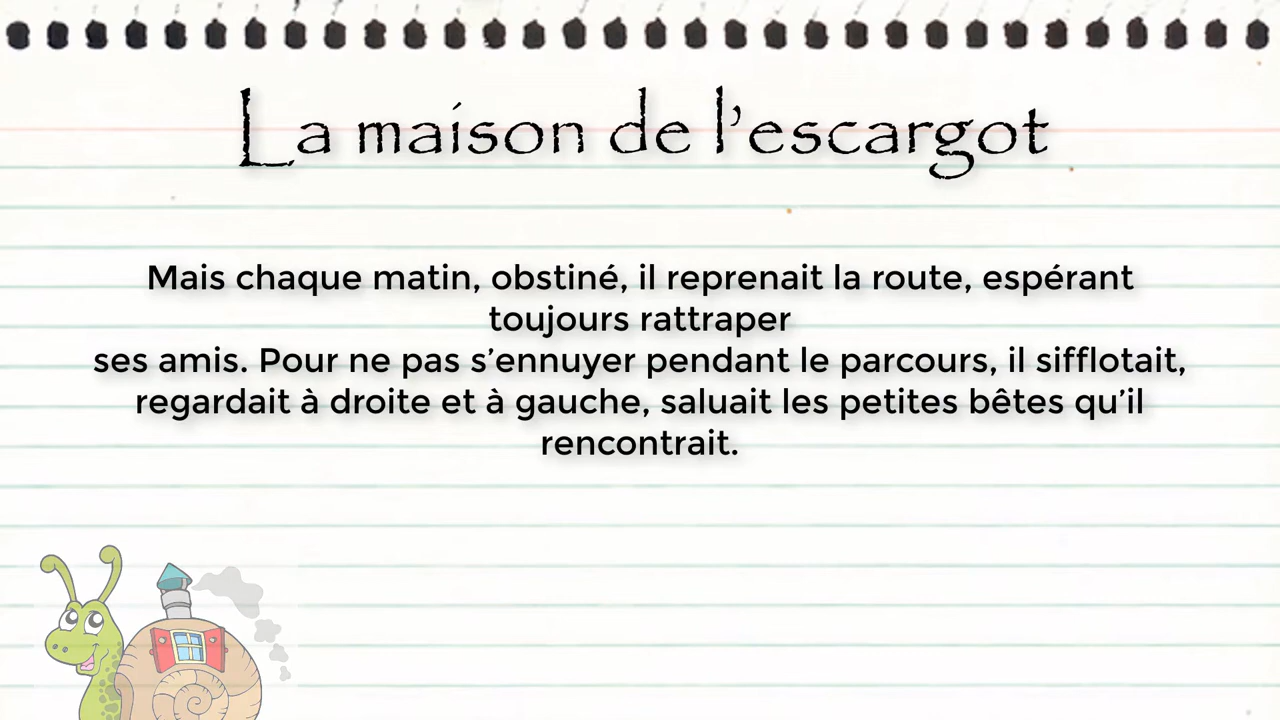 La maison de l’escargot
Mais chaque matin, obstiné, il reprenait la route, espérant
toujours rattraper
ses amis. Pour ne pas s’ennuyer pendant le parcours, il sifflotait,
regardait à droite et à gauche, saluait les petites bêtes qu’il
rencontrait.